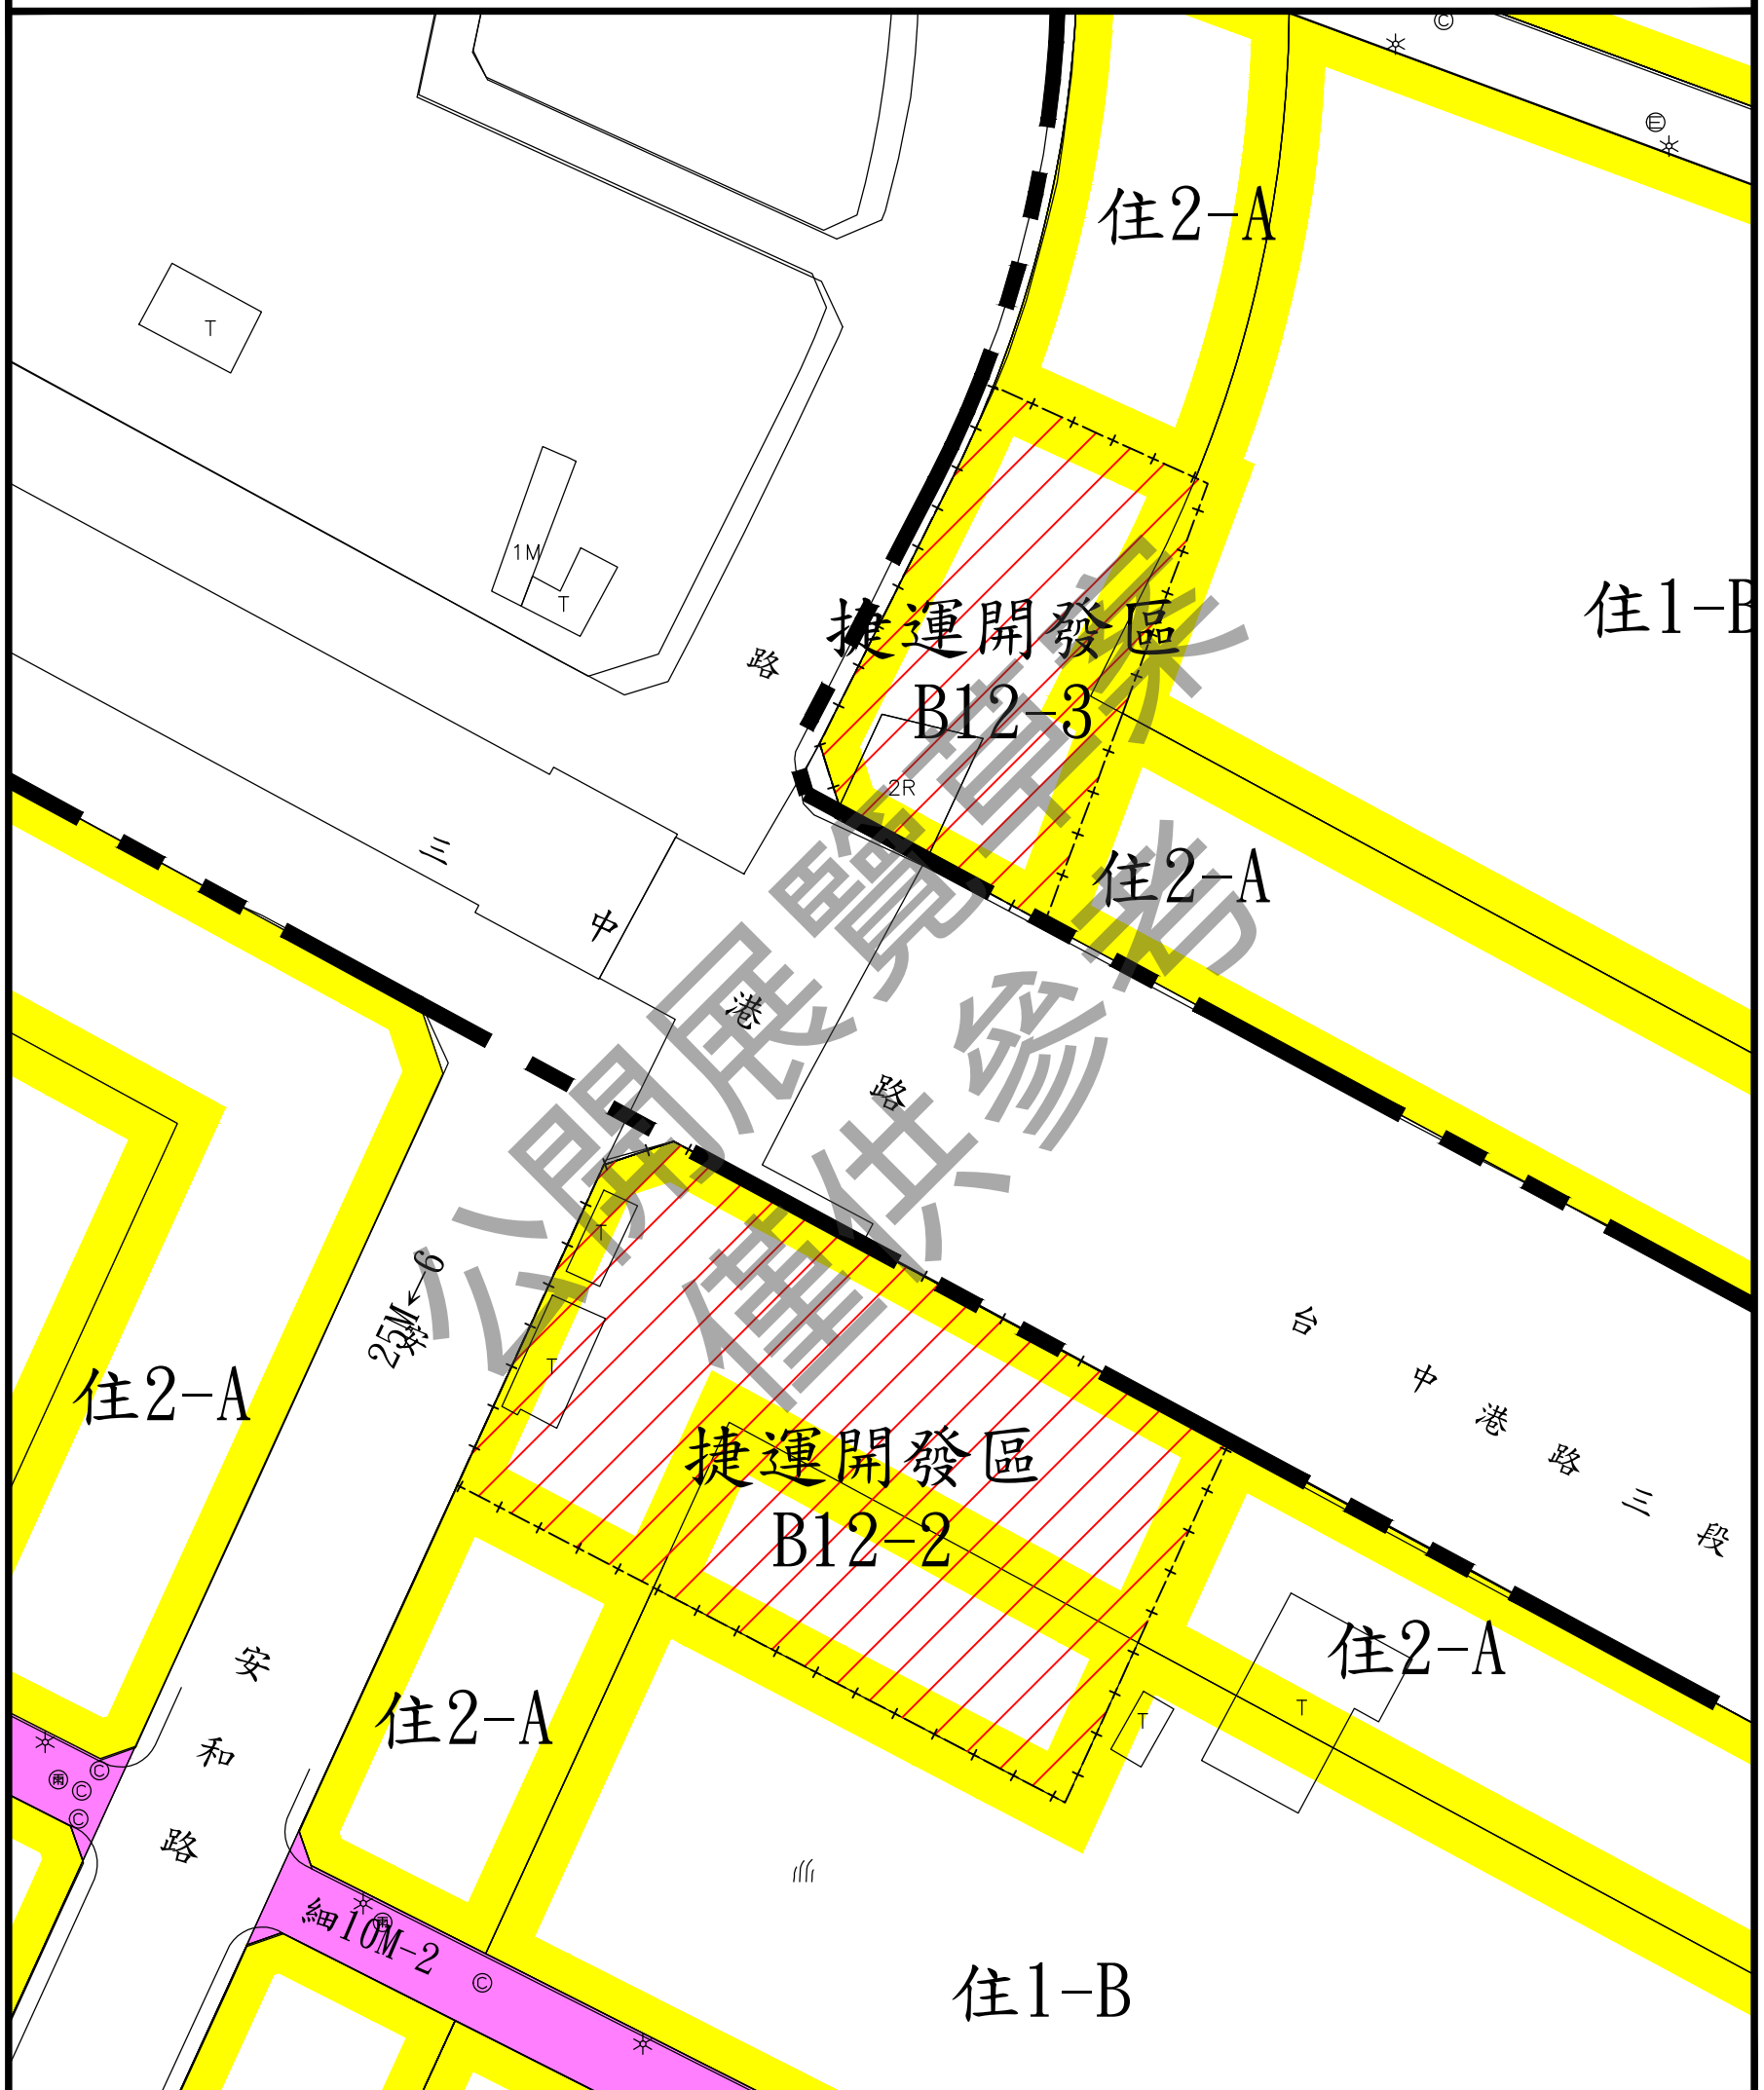 住2-A
T
1M
T
住1-B
路
捷運開發區
B12-3
2R
三
住2-A
中
港
路
公開展覽草案
僅供參考
25M
6
安
T
T
台
中
港
路
三
段
住2-A
捷運開發區
B12-2
住2-A
T
T
安
和
路
住2-A
細10M-2
住1-B